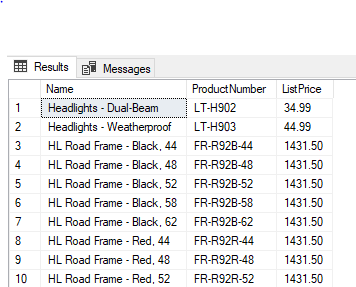 Results Messages
Name ProductNumber ListPrice
1 Headlights - Dual-Beam LT-H902 34.99
2 Headlights - Weatherproof LT-H903 44.99
3 HL Road Frame - Black, 44 FR-R92B-44 1431.50
4 HL Road Frame - Black, 48 FR-R92B-48 1431.50
5 HL Road Frame - Black, 52 FR-R92B-52 1431.50
6 HL Road Frame - Black, 58 FR-R92B-58 1431.50
7 HL Road Frame - Black, 62 FR-R92B-62 1431.50
8 HL Road Frame - Red, 44 FR-R92R-44 1431.50
9 HL Road Frame - Red, 48 FR-R92R-48 1431.50
10 HL Road Frame - Red, 52 FR-R92R-52 1431.50